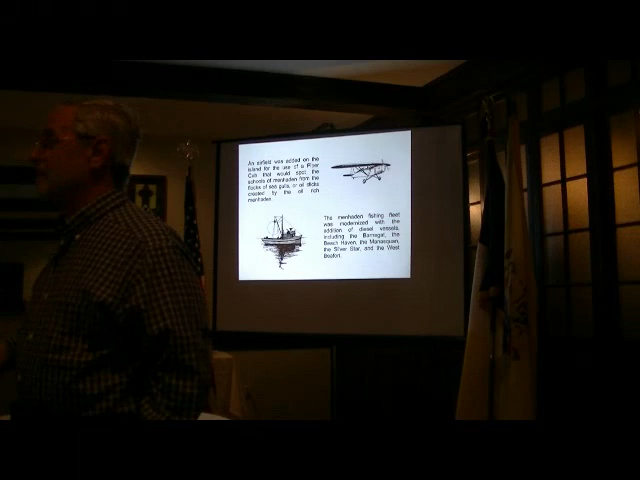 An airfield was added on the
island for the use of a Piper
Cub that would spot the
schools of menhaden from the
flocks of sea gulls, or oil slicks
created by the oil rich
menhaden.
The menhaden fishing fleet
was modernized with the
addition of diesel vessels,
including the Barnegat, the
Beach Haven, the Manasquan,
the Silver Star, and the West
Beafort.